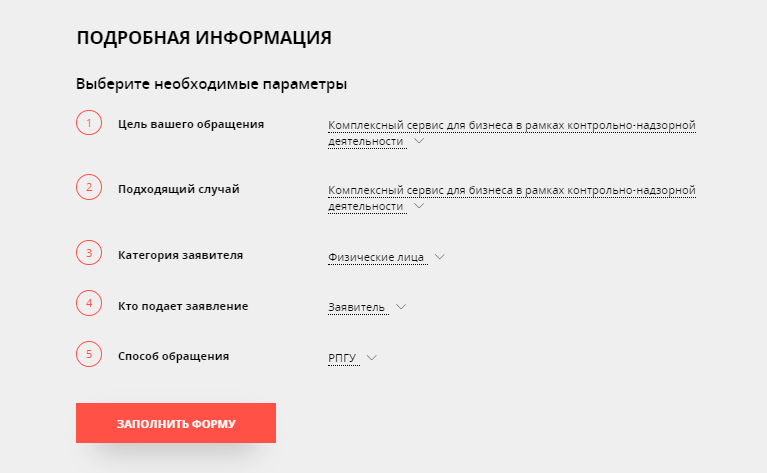 ПОДРОБНАЯ ИНФОРМАЦИЯ
Выберите необходимые параметры
1 Цель вашего обращения Комплексный сервис для бизнеса в рамках контрольно-надзорной
деятельности
2 Подходящий случай Комплексный сервис для бизнеса в рамках контрольно-надзорной
деятельности
3 Категория заявителя Физические лица
4 Кто подает заявление Заявитель
5 Способ обращения РПГУ
ЗАПОЛНИТЬ ФОРМУ